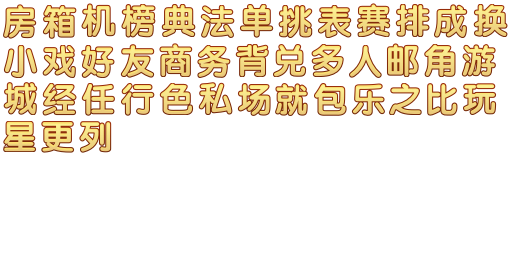 房箱机榜典法单挑表赛排成换
小戏好友商务背兑多人邮角游
城经任行色私场就包乐之比玩
星更列